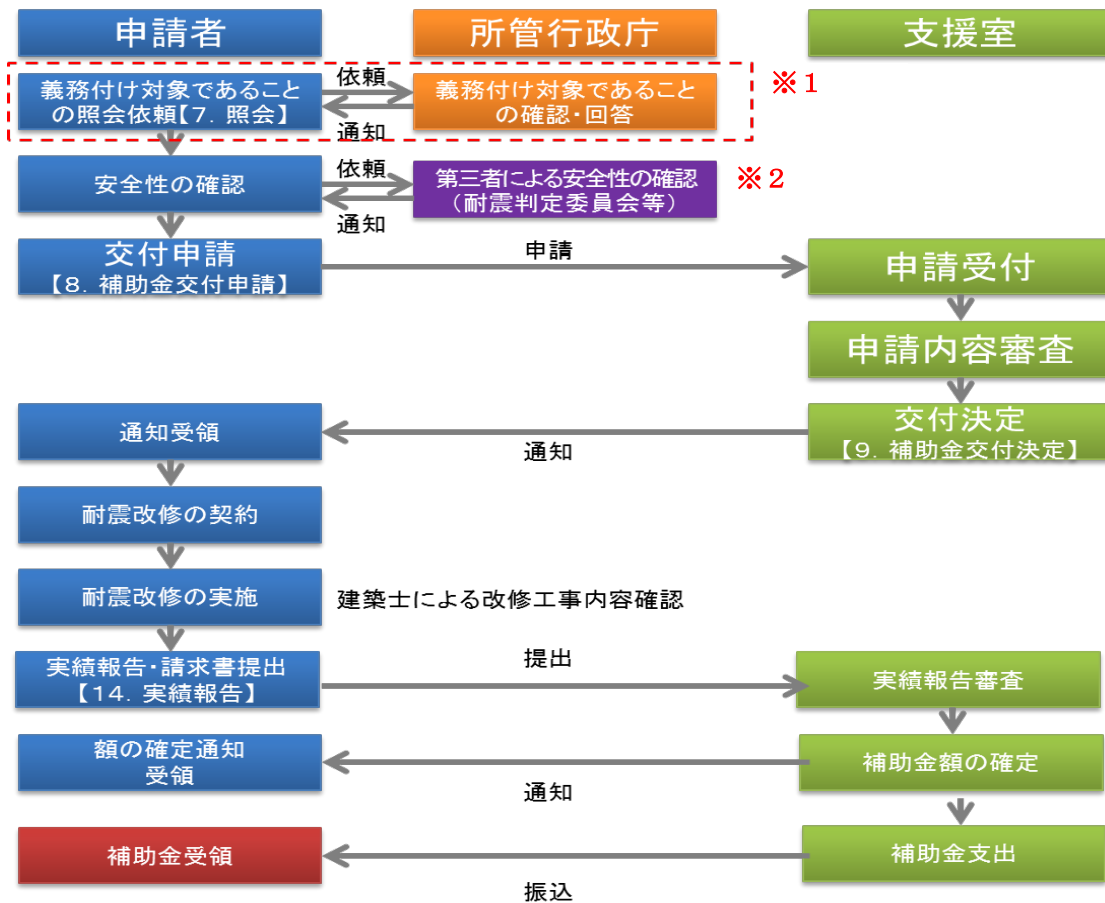 申請者
所管行政庁
支援室
※1
義務付け対象であること
の照会依頼【7. 照会】
依頼
通知
義務付け対象であること
の確認・回答
安全性の確認
依頼
通知
第三者による安全性の確認
（耐震判定委員会等）
※2
交付申請
【8. 補助金交付申請】
申請
申請受付
申請内容審査
交付決定
【9. 補助金交付決定】
通知
通知受領
耐震改修の契約
耐震改修の実施
建築士による改修工事内容確認
実績報告・請求書提出
【14. 実績報告】
提出
実績報告審査
補助金額の確定
通知
額の確定通知
受領
補助金支出
振込
補助金受領